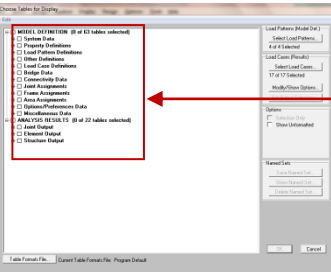 Choose Tables for Display
Edit
MODEL DEFINITION (0 of 63 tables selected)
System Data
Property Definitions
Load Pattern Definitions
Other Definitions
Load Case Definitions
Bridge Data
Connectivity Data
Joint Assignments
Frame Assignments
Area Assignments
Options/Preferences Data
Miscellaneous Data
ANALYSIS RESULTS (0 of 22 tables selected)
Joint Output
Element Output
Structure Output
Load Patterns (Model Def.)
Select Load Patterns...
4 of 4 Selected
Load Cases (Results)
Select Load Cases...
17 of 17 Selected
Modify/Show Options...
Options
Selection Only
Show Unformatted
Named Sets
Save Named Set...
Show Named Set...
Delete Named Set...
OK
Cancel
Table Formats File...
Current Table Formats File: Program Default